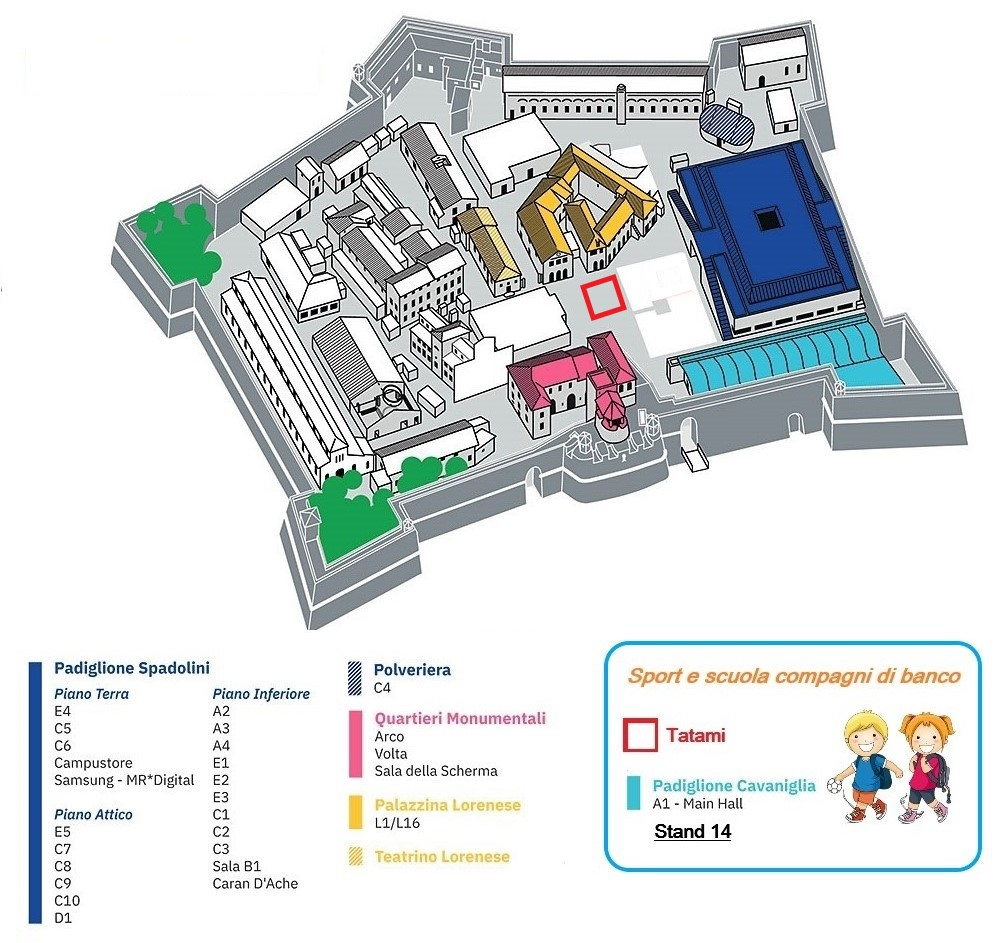 Padiglione Spadolini
Piano Terra
E4
C5
C6
Campustore
Samsung - MR*Digital
Piano Attico
E5
C7
C8
C9
C10
D1
Piano Inferiore
A2
A3
A4
E1
E2
E3
C1
C2
C3
Sala B1
Caran D'Ache
Polveriera
C4
Quartieri Monumentali
Arco
Volta
Sala della Scherma
Palazzina Lorenese
L1/L16
Teatrino Lorenese
Sport e scuola compagni di banco
Tatami
Padiglione Cavaniglia
A1 - Main Hall
Stand 14